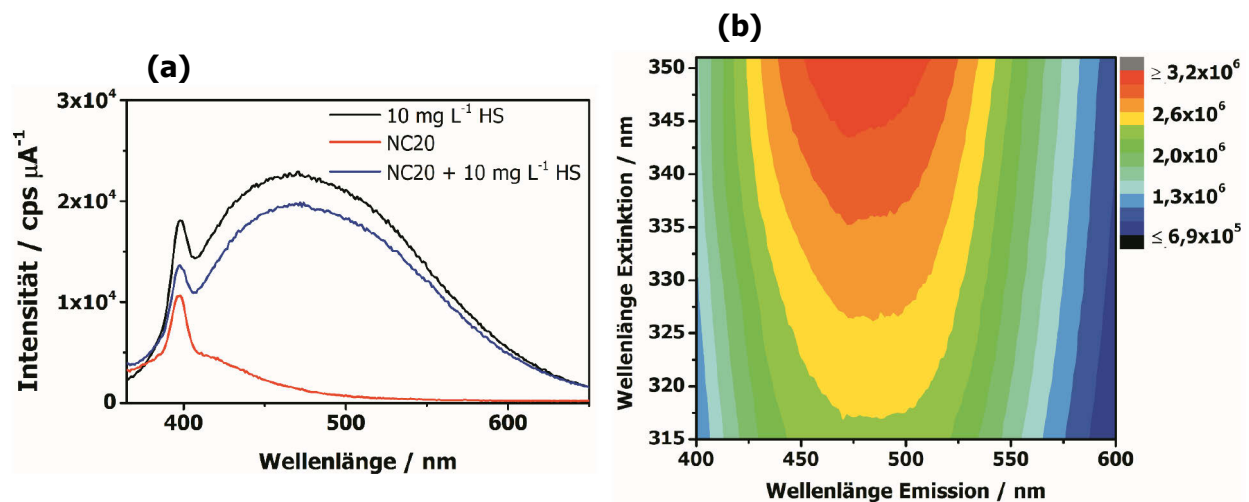 (a)
3x10⁴
2x10⁴
1x10⁴
0
Intensität / cps µA⁻¹
10 mg L⁻¹ HS
NC20
NC20 + 10 mg L⁻¹ HS
400
500
600
Wellenlänge / nm
(b)
350
345
340
335
330
325
320
315
Wellenlänge Extinktion / nm
400
450
500
550
600
Wellenlänge Emission / nm
≥ 3,2x10⁶
2,6x10⁶
2,0x10⁶
1,3x10⁶
≤ 6,9x10⁵